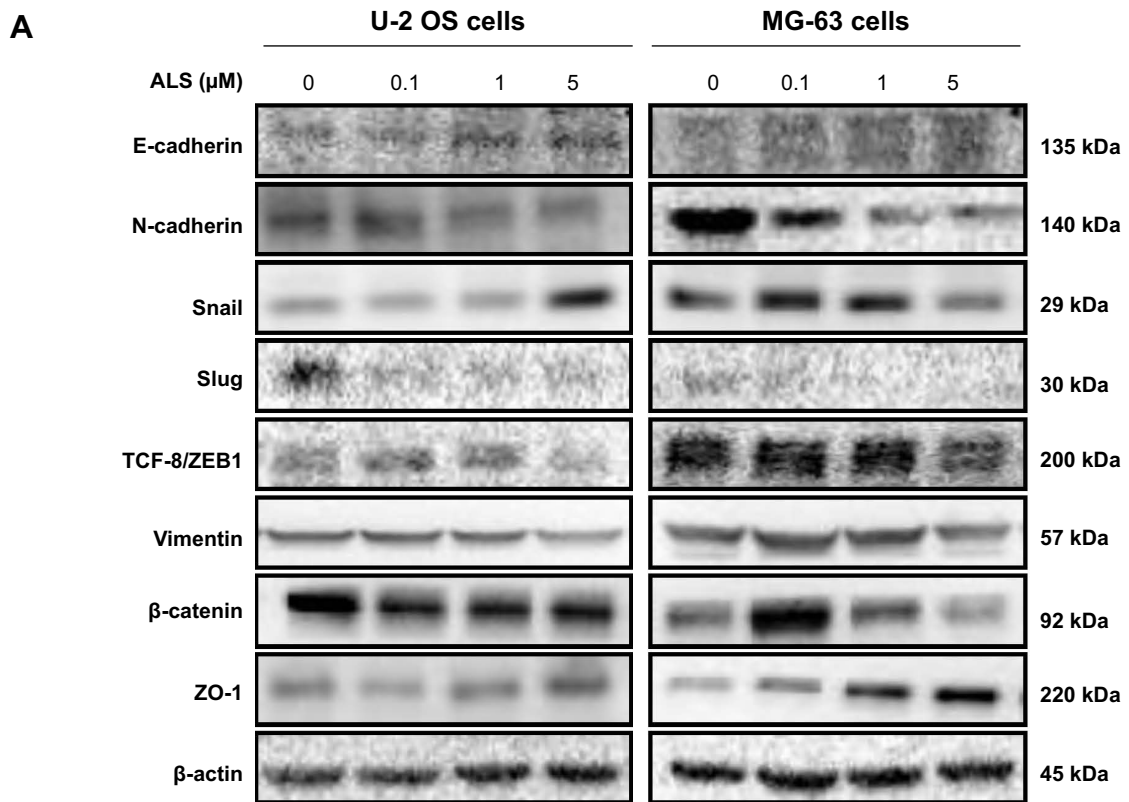 A
U-2 OS cells MG-63 cells
ALS (µM) 0 0.1 1 5 0 0.1 1 5
E-cadherin 135 kDa
N-cadherin 140 kDa
Snail 29 kDa
Slug 30 kDa
TCF-8/ZEB1 200 kDa
Vimentin 57 kDa
β-catenin 92 kDa
ZO-1 220 kDa
β-actin 45 kDa